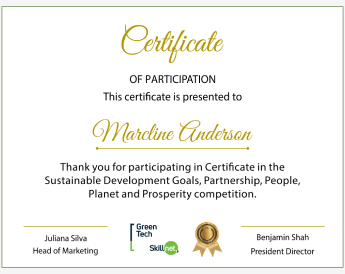 Certificate
OF PARTICIPATION
This certificate is presented to
Marcline Anderson
Thank you for participating in Certificate in the
Sustainable Development Goals, Partnership, People,
Planet and Prosperity competition.
Juliana Silva
Head of Marketing
Green
Tech
Skillnet
Benjamin Shah
President Director